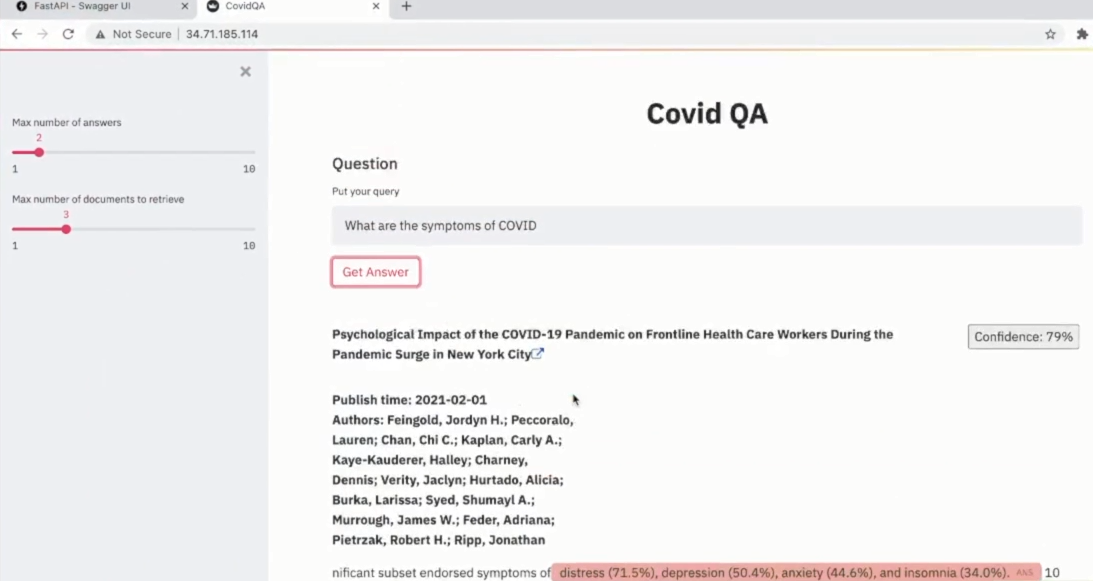 FastAPI - Swagger UI
CovidQA
Not Secure | 34.71.185.114
Max number of answers
2
1 10
Max number of documents to retrieve
3
1 10
Covid QA
Question
Put your query
What are the symptoms of COVID
Get Answer
Psychological Impact of the COVID-19 Pandemic on Frontline Health Care Workers During the
Pandemic Surge in New York City
Confidence: 79%
Publish time: 2021-02-01
Authors: Feingold, Jordyn H.; Peccoralo,
Lauren; Chan, Chi C.; Kaplan, Carly A.;
Kaye-Kauderer, Halley; Charney,
Dennis; Verity, Jaclyn; Hurtado, Alicia;
Burka, Larissa; Syed, Shumayl A.;
Murrough, James W.; Feder, Adriana;
Pietrzak, Robert H.; Ripp, Jonathan
nificant subset endorsed symptoms of distress (71.5%), depression (50.4%), anxiety (44.6%), and insomnia (34.0%). ANS 10